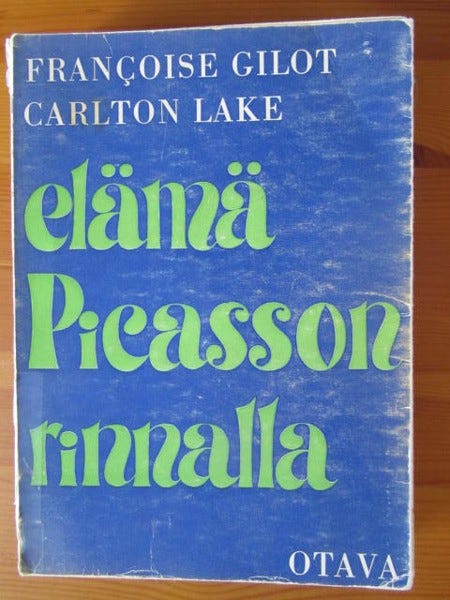 FRANÇOISE GILOT
CARLTON LAKE
elämä
Picasson
rinnalla
OTAVA